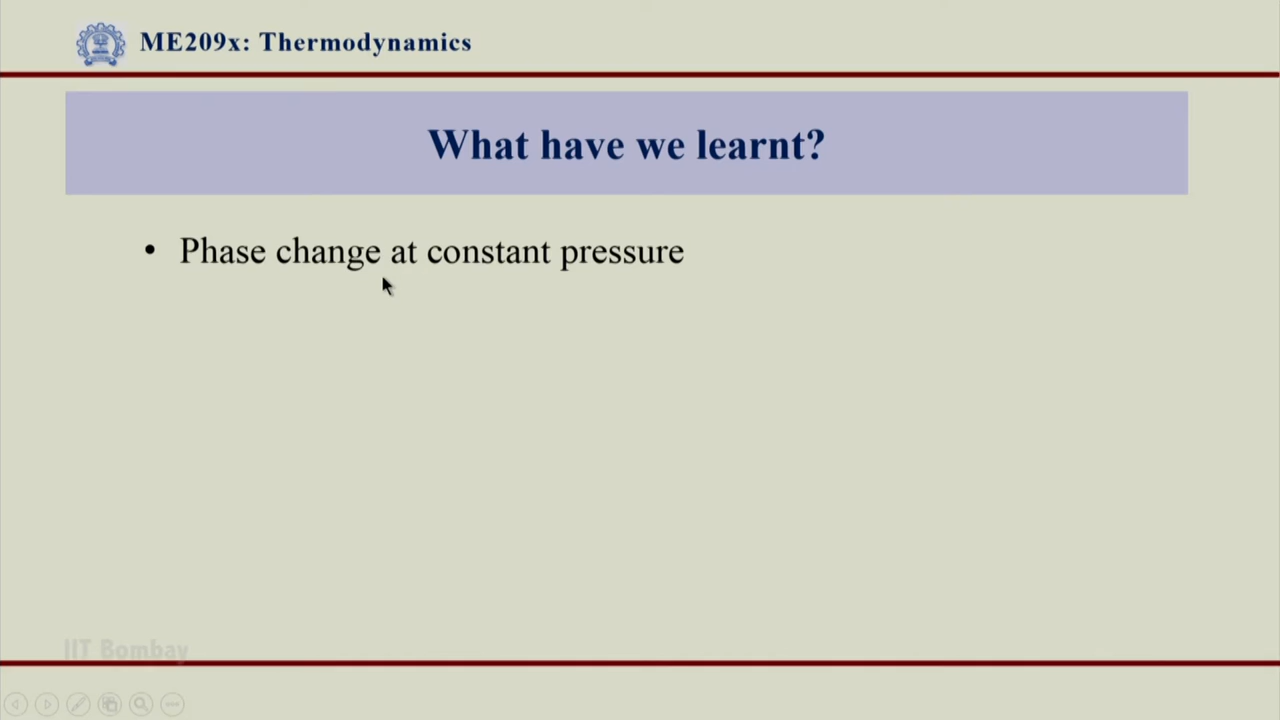 ME209x: Thermodynamics
What have we learnt?
• Phase change at constant pressure
IIT Bombay